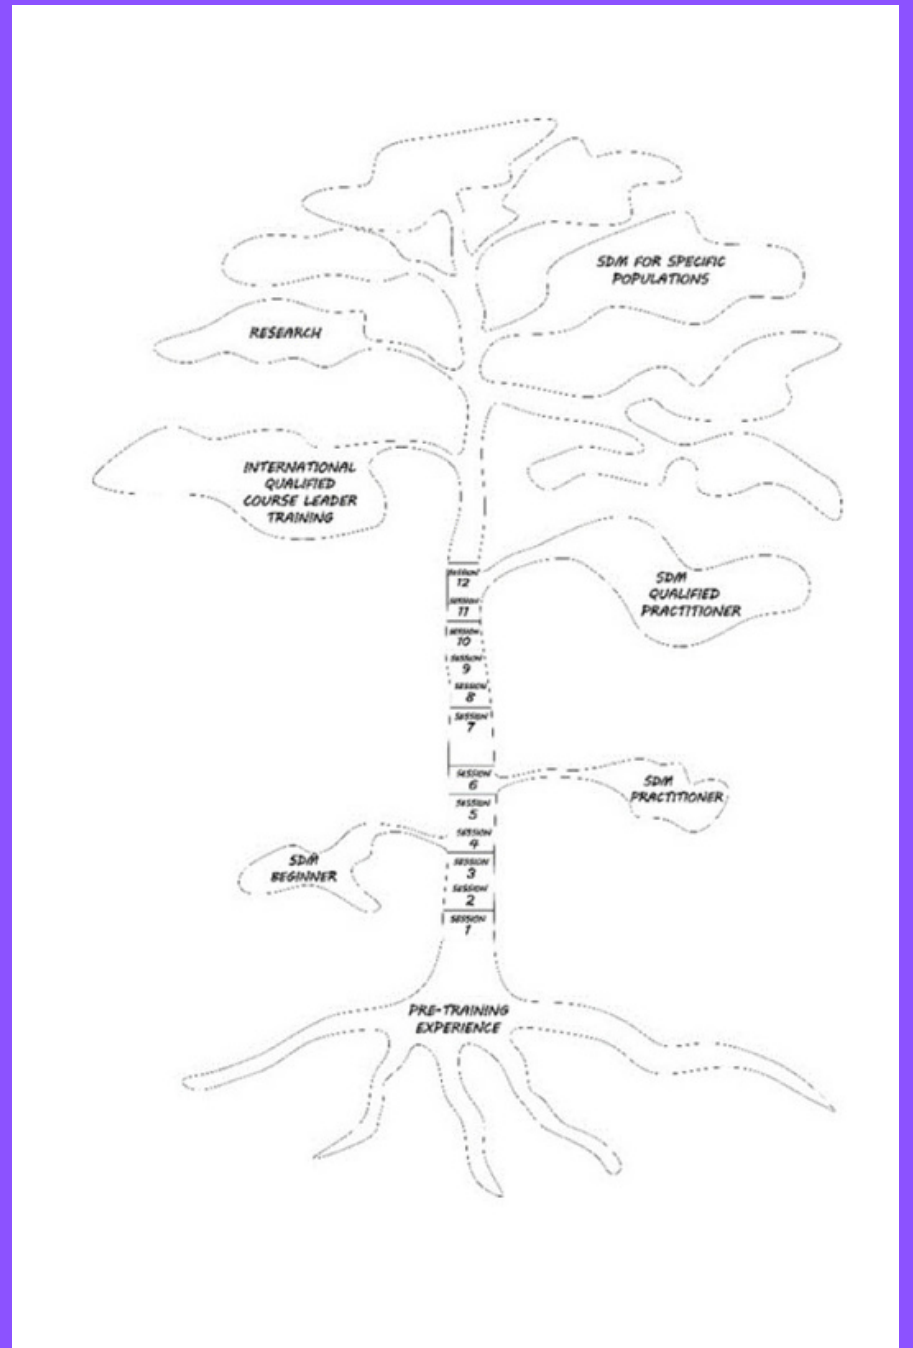 SDM FOR SPECIFIC
POPULATIONS
RESEARCH
INTERNATIONAL
QUALIFIED
COURSE LEADER
TRAINING
SESSION
12
SESSION
11
SDM
QUALIFIED
PRACTITIONER
SESSION
10
SESSION
9
SESSION
8
SESSION
7
SESSION
6
SDM
PRACTITIONER
SESSION
5
SESSION
4
SDM
BEGINNER
SESSION
3
SESSION
2
SESSION
1
PRE-TRAINING
EXPERIENCE